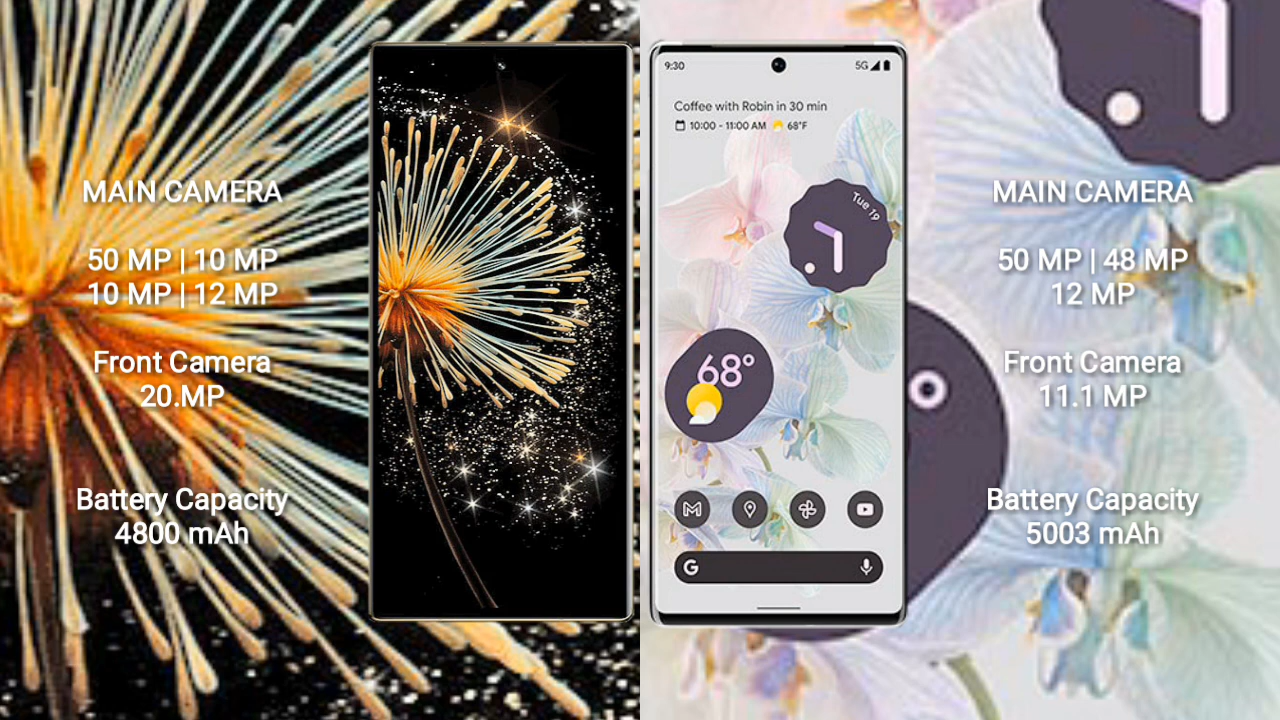 MAIN CAMERA
50 MP | 10 MP
10 MP | 12 MP
Front Camera
20.MP
Battery Capacity
4800 mAh
9:30
5G
Coffee with Robin in 30 min
10:00 - 11:00 AM 68°F
Tue 19
68°
G
MAIN CAMERA
50 MP | 48 MP
12 MP
Front Camera
11.1 MP
Battery Capacity
5003 mAh